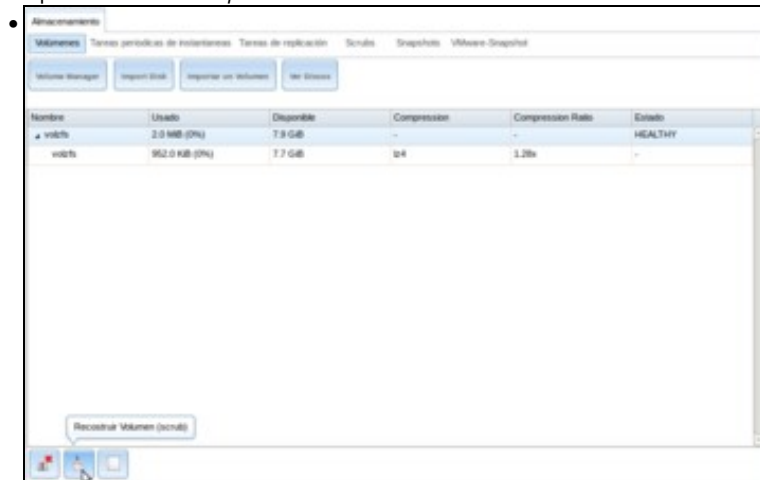 Almacenamiento
Volúmenes Tareas periódicas de instantaneas Tareas de replicación Scrubs Snapshots VMware-Snapshot
Volume Manager Import Disk Importar un Volumen Ver Discos
Nombre Usado Disponible Compression Compression Ratio Estado
volzfs 2.0 MiB (0%) 7.9 GiB - - HEALTHY
volzfs 952.0 KiB (0%) 7.7 GiB lz4 1.28x -
Recostruir Volumen (scrub)